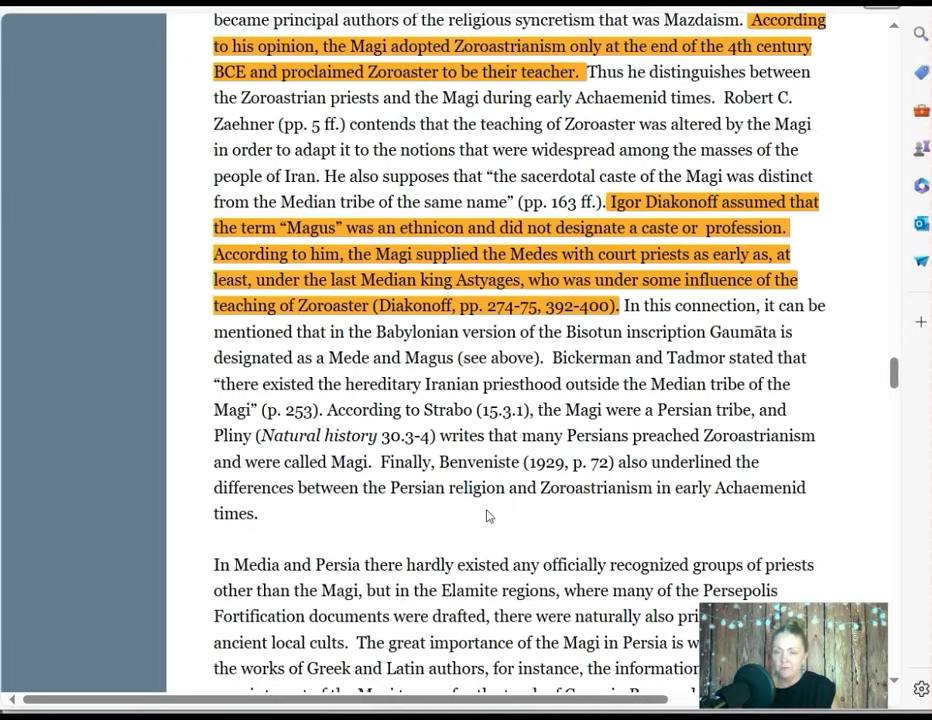 became principal authors of the religious syncretism that was Mazdaism.  According
to his opinion, the Magi adopted Zoroastrianism only at the end of the 4th century
BCE and proclaimed Zoroaster to be their teacher.  Thus he distinguishes between
the Zoroastrian priests and the Magi during early Achaemenid times.  Robert C.
Zaehner (pp. 5 ff.) contends that the teaching of Zoroaster was altered by the Magi
in order to adapt it to the notions that were widespread among the masses of the
people of Iran. He also supposes that “the sacerdotal caste of the Magi was distinct
from the Median tribe of the same name” (pp. 163 ff.). Igor Diakonoff assumed that
the term “Magus” was an ethnicon and did not designate a caste or  profession.
According to him, the Magi supplied the Medes with court priests as early as, at
least, under the last Median king Astyages, who was under some influence of the
teaching of Zoroaster (Diakonoff, pp. 274-75, 392-400). In this connection, it can be
mentioned that in the Babylonian version of the Bisotun inscription Gaumāta is
designated as a Mede and Magus (see above).  Bickerman and Tadmor stated that
“there existed the hereditary Iranian priesthood outside the Median tribe of the
Magi” (p. 253). According to Strabo (15.3.1), the Magi were a Persian tribe, and
Pliny (Natural history 30.3-4) writes that many Persians preached Zoroastrianism
and were called Magi.  Finally, Benveniste (1929, p. 72) also underlined the
differences between the Persian religion and Zoroastrianism in early Achaemenid
times.
In Media and Persia there hardly existed any officially recognized groups of priests
other than the Magi, but in the Elamite regions, where many of the Persepolis
Fortification documents were drafted, there were naturally also
ancient local cults.  The great importance of the Magi in Persia is
the works of Greek and Latin authors, for instance, the information